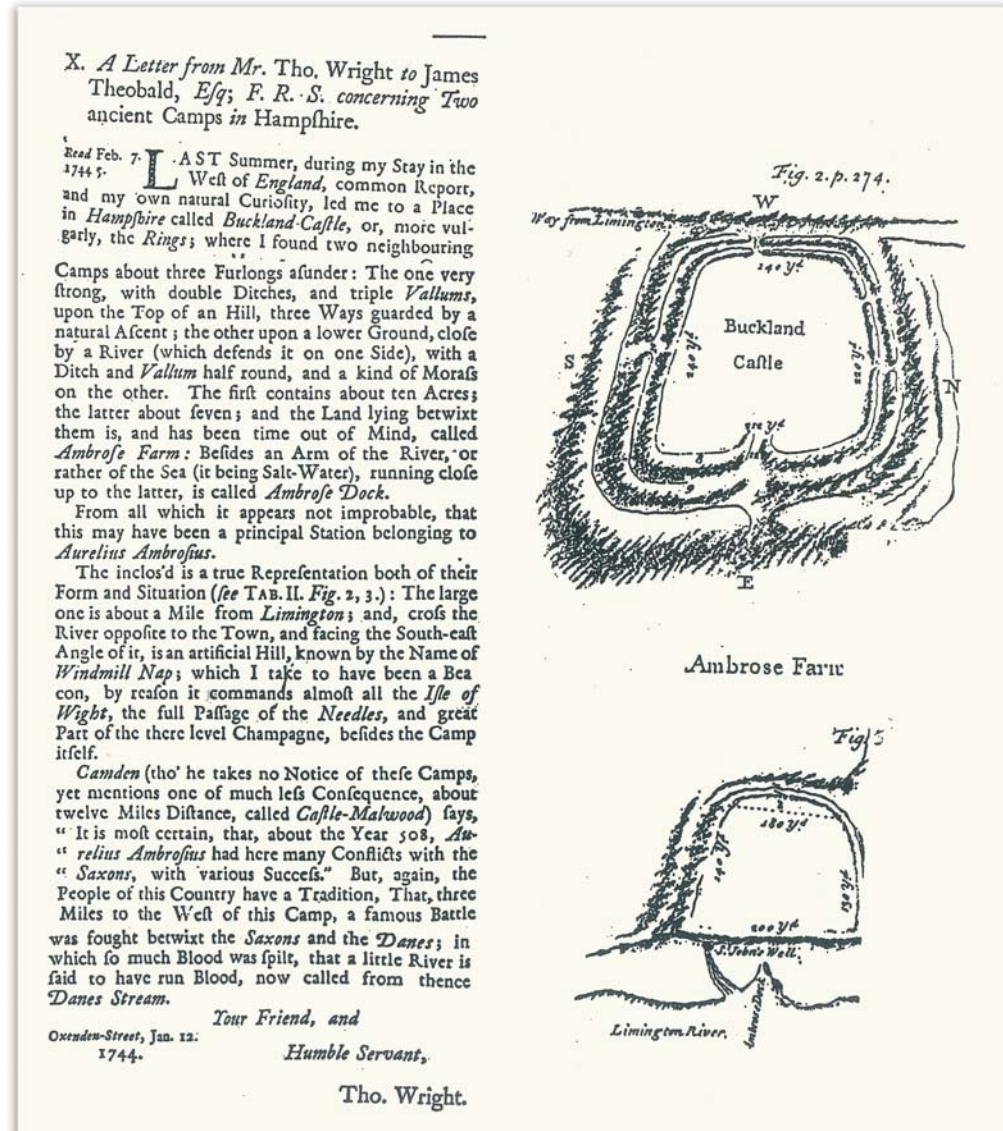 X. A Letter from Mr. Tho. Wright to James
Theobald, Eſq; F. R. S. concerning Two
ancient Camps in Hampſhire.
Read Feb. 7. LAST Summer, during my Stay in the
1744 5. Weſt of England, common Report,
and my own natural Curioſity, led me to a Place
in Hampſhire called Buckland-Caſtle, or, more vul-
garly, the Rings; where I found two neighbouring
Camps about three Furlongs aſunder: The one very
ſtrong, with double Ditches, and triple Vallums,
upon the Top of an Hill, three Ways guarded by a
natural Aſcent; the other upon a lower Ground, cloſe
by a River (which defends it on one Side), with a
Ditch and Vallum half round, and a kind of Moraſs
on the other. The firſt contains about ten Acres;
the latter about ſeven; and the Land lying betwixt
them is, and has been time out of Mind, called
Ambroſe Farm: Beſides an Arm of the River, or
rather of the Sea (it being Salt-Water), running cloſe
up to the latter, is called Ambroſe Dock.
From all which it appears not improbable, that
this may have been a principal Station belonging to
Aurelius Ambroſius.
The inclos'd is a true Repreſentation both of their
Form and Situation (ſee TAB. II. Fig. 2, 3.): The large
one is about a Mile from Limington; and, croſs the
River oppoſite to the Town, and facing the South-eaſt
Angle of it, is an artificial Hill, known by the Name of
Windmill Nap; which I take to have been a Bea
con, by reaſon it commands almoſt all the Iſle of
Wight, the full Paſſage of the Needles, and great
Part of the there level Champagne, beſides the Camp
itſelf.
Camden (tho' he takes no Notice of theſe Camps,
yet mentions one of much leſs Conſequence, about
twelve Miles Diſtance, called Caſtle-Malwood) ſays,
“ It is moſt certain, that, about the Year 508, Au-
“ relius Ambroſius had here many Conflicts with the
“ Saxons, with various Succeſs.” But, again, the
People of this Country have a Tradition, That, three
Miles to the Weſt of this Camp, a famous Battle
was fought betwixt the Saxons and the Danes; in
which ſo much Blood was ſpilt, that a little River is
ſaid to have run Blood, now called from thence
Danes Stream.
Your Friend, and
Oxenden-Street, Jan. 12.
1744.
Humble Servant,
Tho. Wright.
Fig. 2. p. 274.
W
Way from Limington
240 yd
Buckland
Caſtle
S
240 yd
220 yd
N
E
Ambrose Farm
Fig. 3
180 yd
140 yd
130 yd
200 yd
S. John's Well.
Ambrose Dock
Limington River.